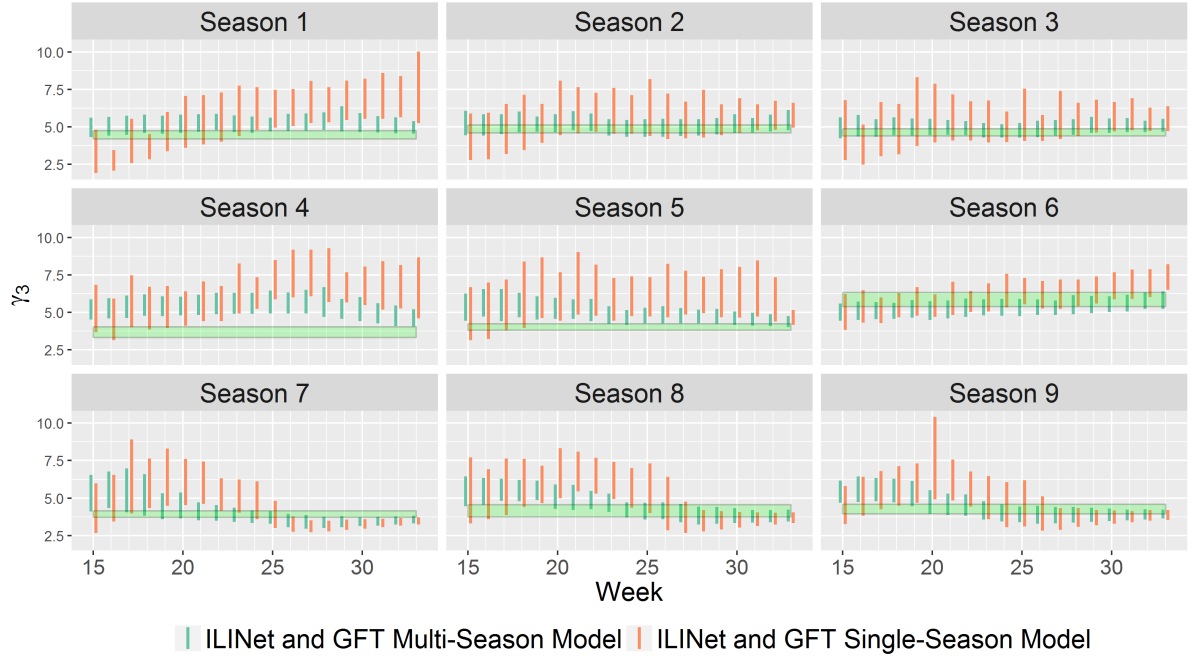 Season 1 Season 2 Season 3
10.0
7.5
5.0
2.5
Season 4 Season 5 Season 6
10.0
7.5
5.0
2.5
γ3
Season 7 Season 8 Season 9
10.0
7.5
5.0
2.5
15 20 25 30 15 20 25 30 15 20 25 30
Week
ILINet and GFT Multi-Season Model ILINet and GFT Single-Season Model